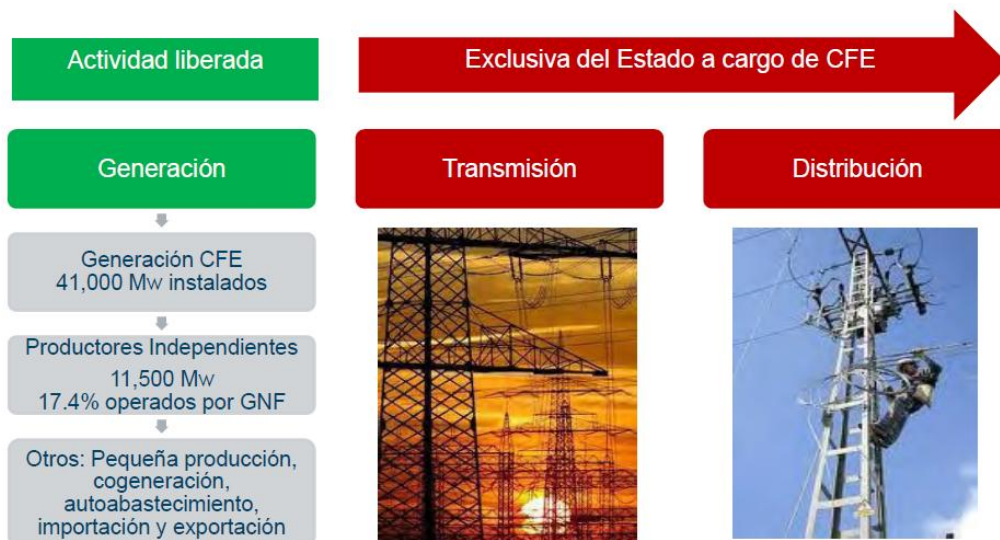 Actividad liberada
Exclusiva del Estado a cargo de CFE
Generación
Transmisión
Distribución
Generación CFE
41,000 Mw instalados
Productores Independientes
11,500 Mw
17.4% operados por GNF
Otros: Pequeña producción,
cogeneración,
autoabastecimiento,
importación y exportación